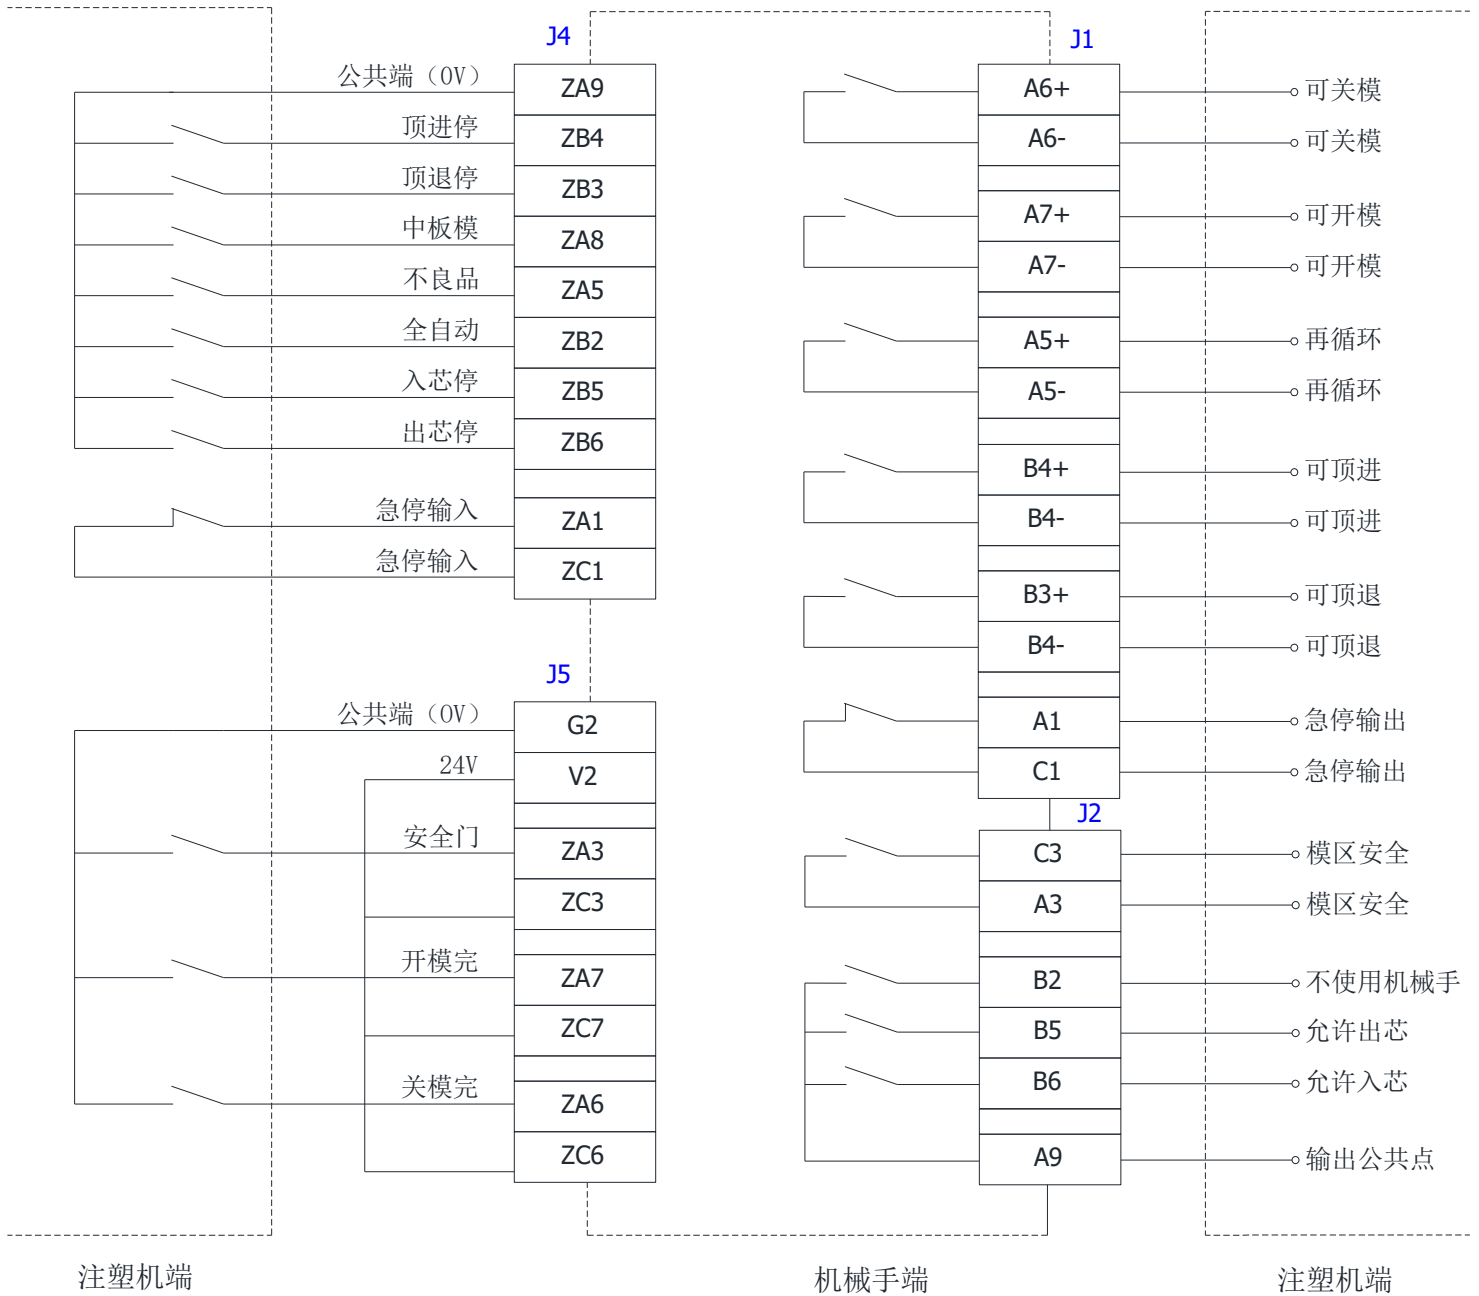 J4
公共端（0V）
ZA9
顶进停
ZB4
顶退停
ZB3
中板模
ZA8
不良品
ZA5
全自动
ZB2
入芯停
ZB5
出芯停
ZB6
急停输入
ZA1
急停输入
ZC1
J5
公共端（0V）
G2
24V
V2
安全门
ZA3
ZC3
开模完
ZA7
ZC7
关模完
ZA6
ZC6
J1
A6+
可关模
A6-
可关模
A7+
可开模
A7-
可开模
A5+
再循环
A5-
再循环
B4+
可顶进
B4-
可顶进
B3+
可顶退
B4-
可顶退
A1
急停输出
C1
急停输出
J2
C3
模区安全
A3
模区安全
B2
不使用机械手
B5
允许出芯
B6
允许入芯
A9
输出公共点
注塑机端
机械手端
注塑机端